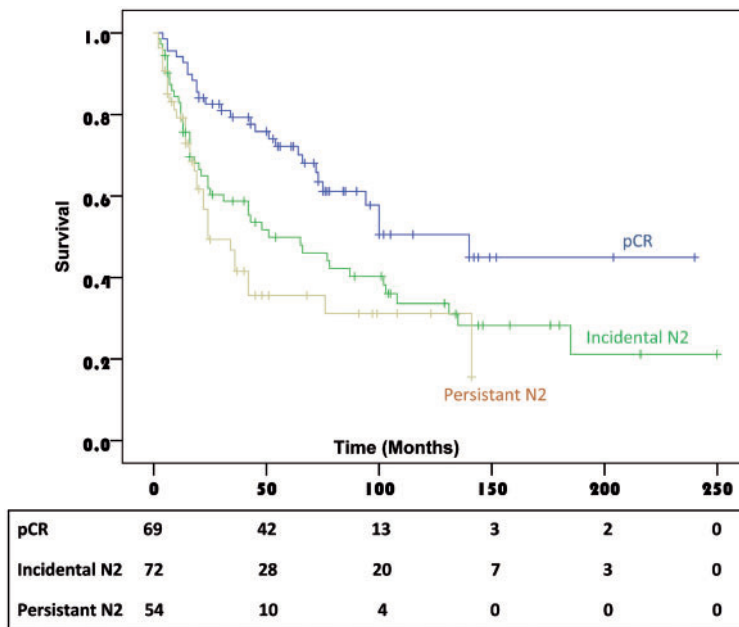 1.0
0.8
0.6
0.4
0.2
0.0
Survival
pCR
Incidental N2
Persistant N2
Time (Months)
0 50 100 150 200 250
pCR 69 42 13 3 2 0
Incidental N2 72 28 20 7 3 0
Persistant N2 54 10 4 0 0 0